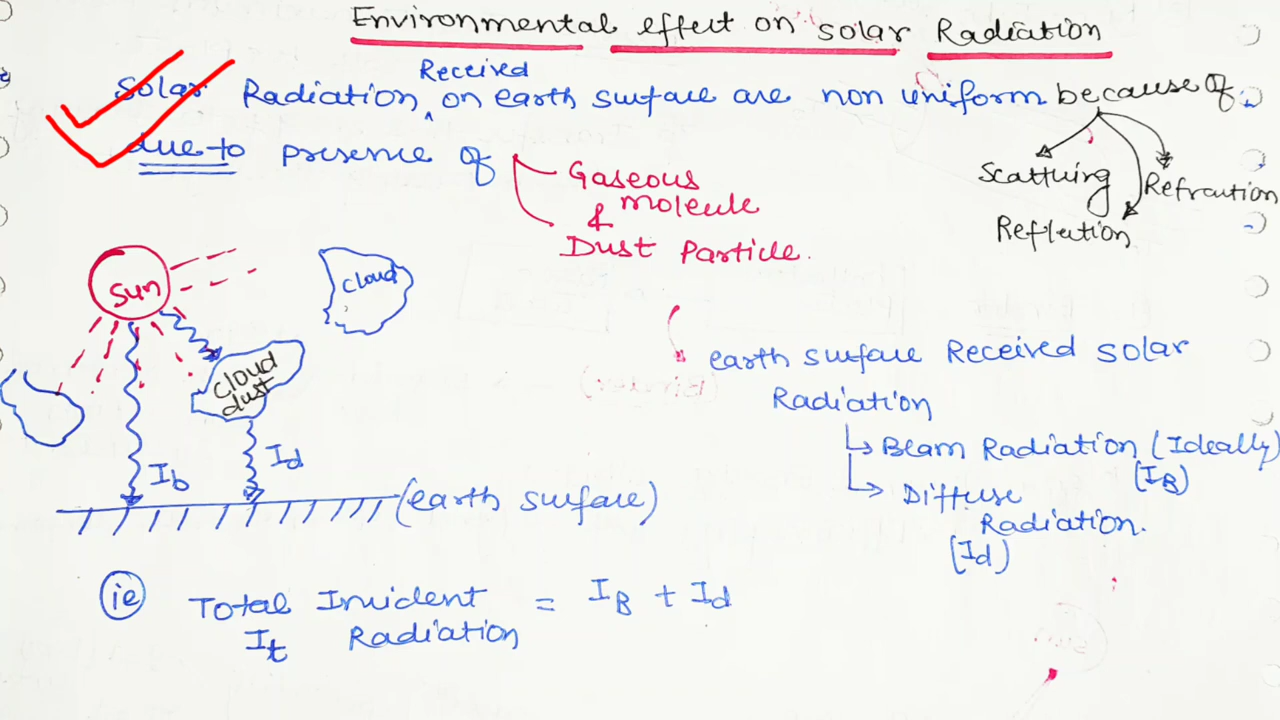 Environmental effect on solar Radiation
Received
Solar Radiation ‸ on earth surface are non uniform because of
due to presence of
Gaseous
molecule
&
Dust Particle.
Scattering
Refraction
Reflection
Sun
cloud
cloud
dust
Ib
Id
(earth surface)
earth surface Received solar
Radiation
Beam Radiation (Ideally)
(IB)
Diffuse
Radiation.
(Id)
ie
Total Incident = IB + Id
It Radiation